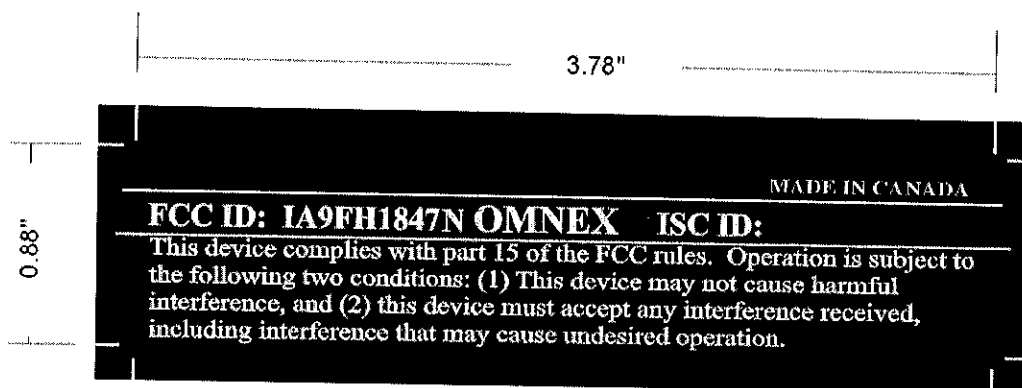 3.78"
0.88"
MADE IN CANADA
FCC ID: IA9FH1847N OMNEX ISC ID:
This device complies with part 15 of the FCC rules. Operation is subject to
the following two conditions: (1) This device may not cause harmful
interference, and (2) this device must accept any interference received,
including interference that may cause undesired operation.